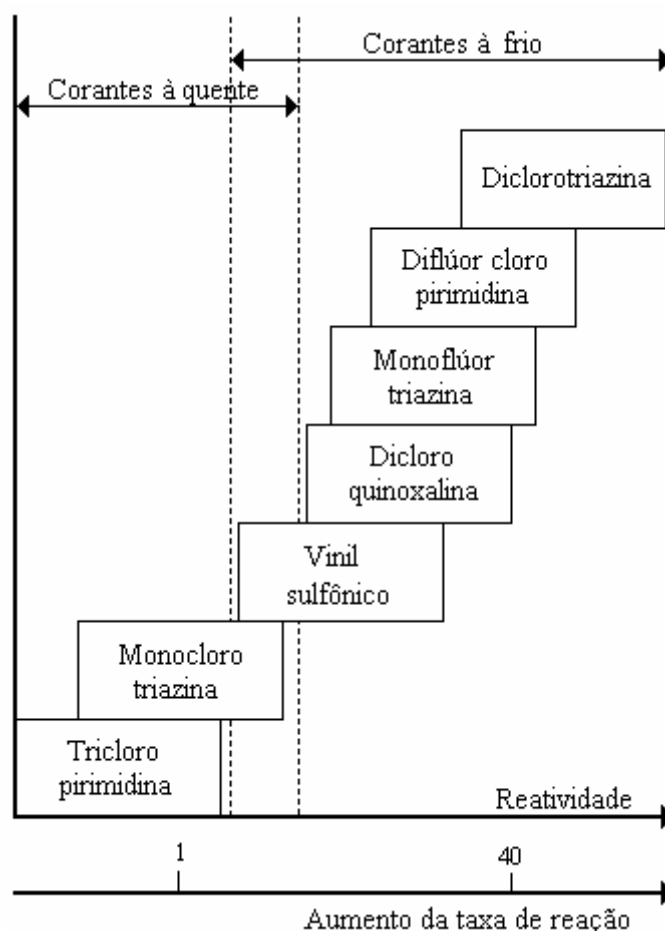 Corantes à frio
Corantes à quente
Diclorotriazina
Diflúor cloro
pirimidina
Monoflúor
triazina
Dicloro
quinoxalina
Vinil
sulfônico
Monocloro
triazina
Tricloro
pirimidina
Reatividade
1
40
Aumento da taxa de reação